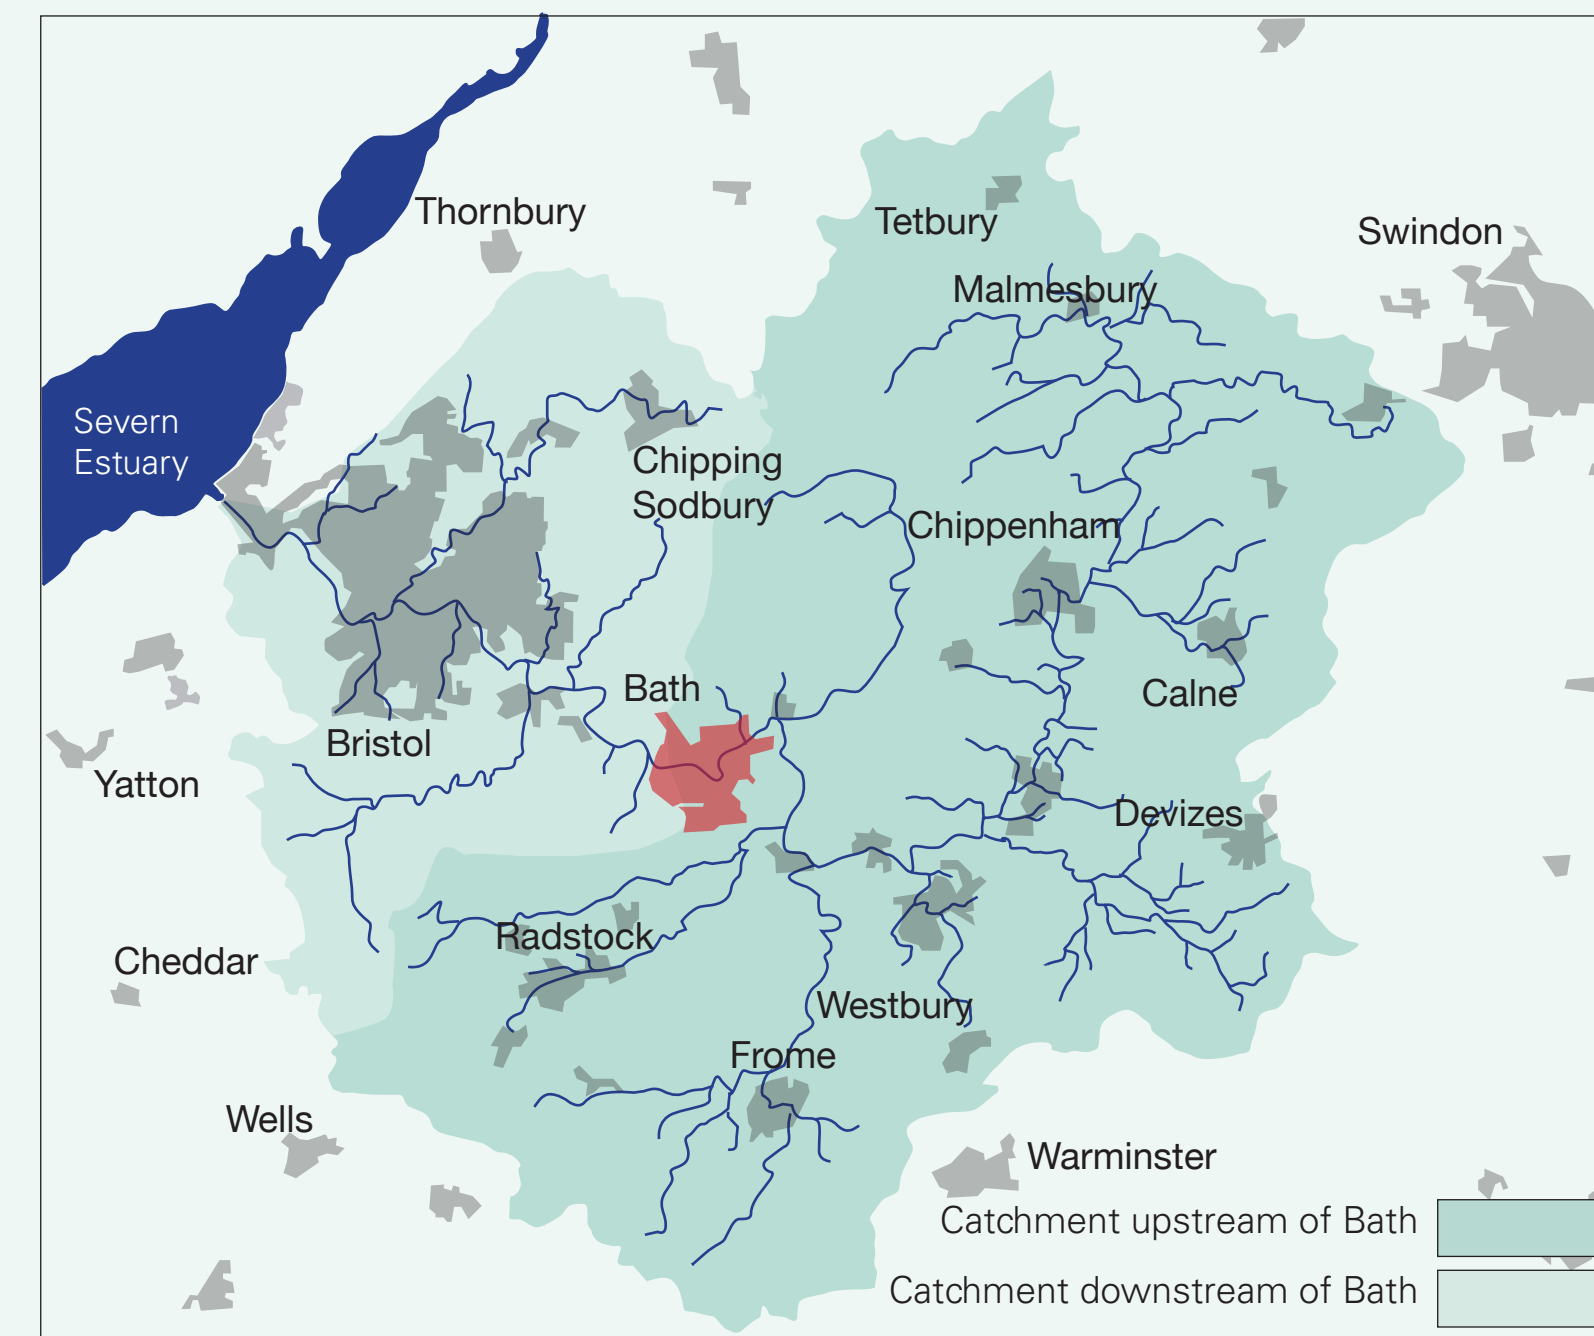 Thornbury
Tetbury
Swindon
Malmesbury
Severn
Estuary
Chipping
Sodbury
Chippenham
Bath
Calne
Bristol
Yatton
Devizes
Radstock
Cheddar
Westbury
Frome
Wells
Warminster
Catchment upstream of Bath
Catchment downstream of Bath